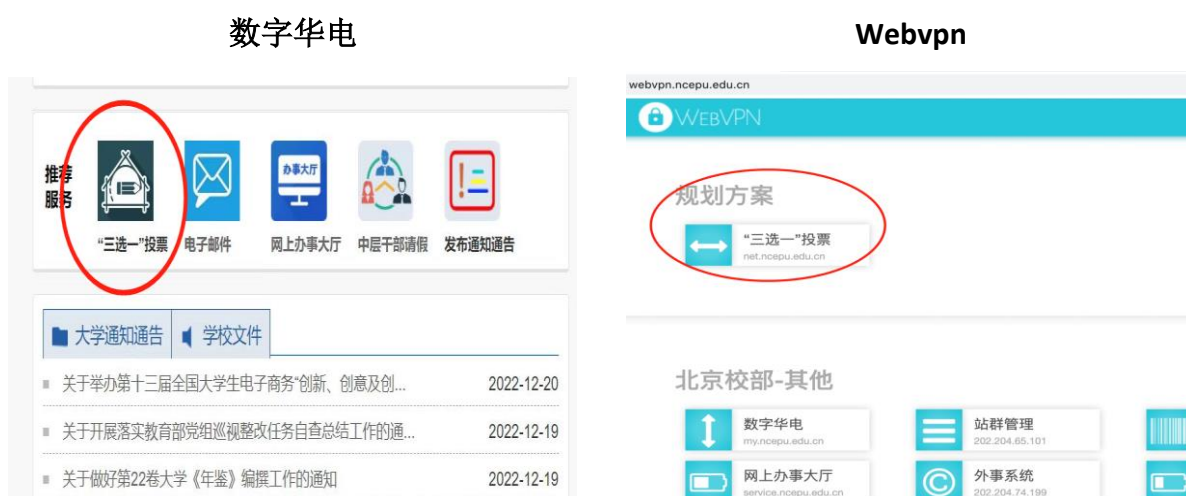 数字华电
Webvpn
推荐
服务
办事大厅
“三选一”投票
电子邮件
网上办事大厅
中层干部请假
发布通知通告
大学通知通告
学校文件
关于举办第十三届全国大学生电子商务“创新、创意及创... 2022-12-20
关于开展落实教育部党组巡视整改任务自查总结工作的通... 2022-12-19
关于做好第22卷大学《年鉴》编撰工作的通知 2022-12-19
webvpn.ncepu.edu.cn
WEBVPN
规划方案
“三选一”投票
net.ncepu.edu.cn
北京校部-其他
数字华电
my.ncepu.edu.cn
站群管理
202.204.65.101
网上办事大厅
service.ncepu.edu.cn
外事系统
202.204.74.199